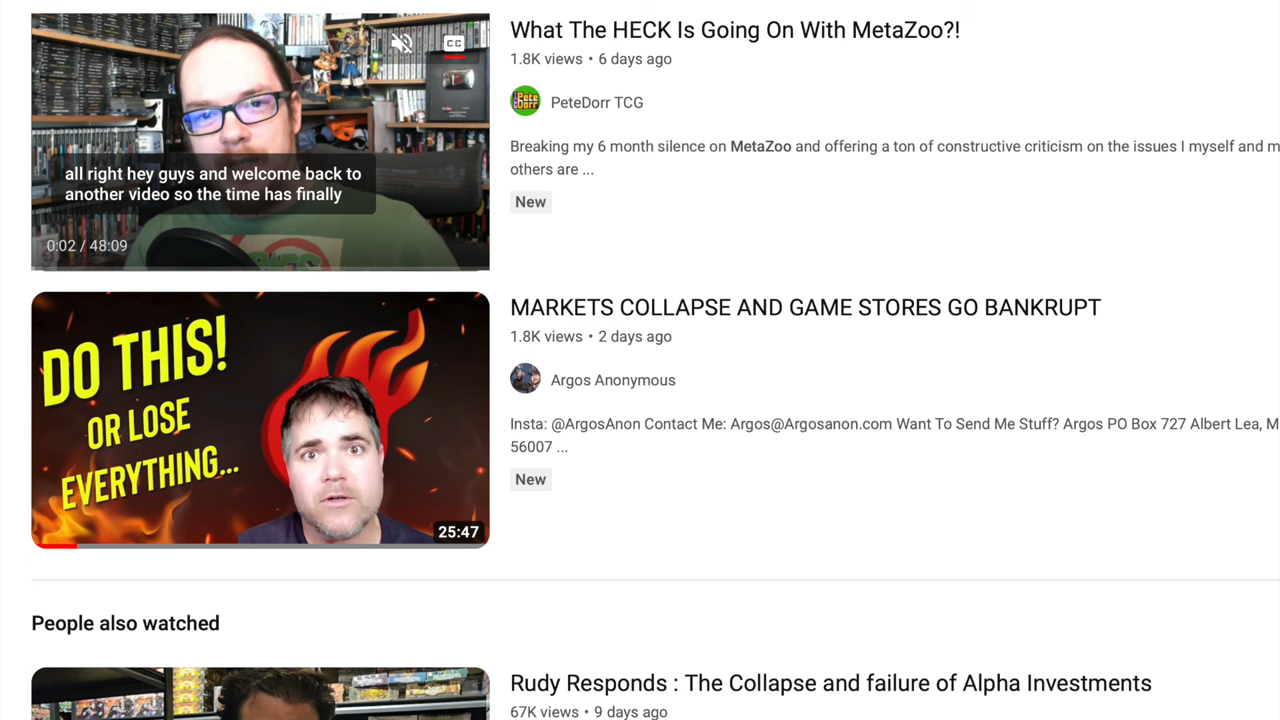 What The HECK Is Going On With MetaZoo?!
1.8K views • 6 days ago
CC
PeteDorr TCG
Breaking my 6 month silence on MetaZoo and offering a ton of constructive criticism on the issues I myself and m
others are ...
all right hey guys and welcome back to
another video so the time has finally
New
0:02 / 48:09
MARKETS COLLAPSE AND GAME STORES GO BANKRUPT
1.8K views • 2 days ago
DO THIS!
OR LOSE
EVERYTHING...
Argos Anonymous
Insta: @ArgosAnon Contact Me: Argos@Argosanon.com Want To Send Me Stuff? Argos PO Box 727 Albert Lea, M
56007 ...
New
25:47
People also watched
Rudy Responds : The Collapse and failure of Alpha Investments
67K views • 9 days ago